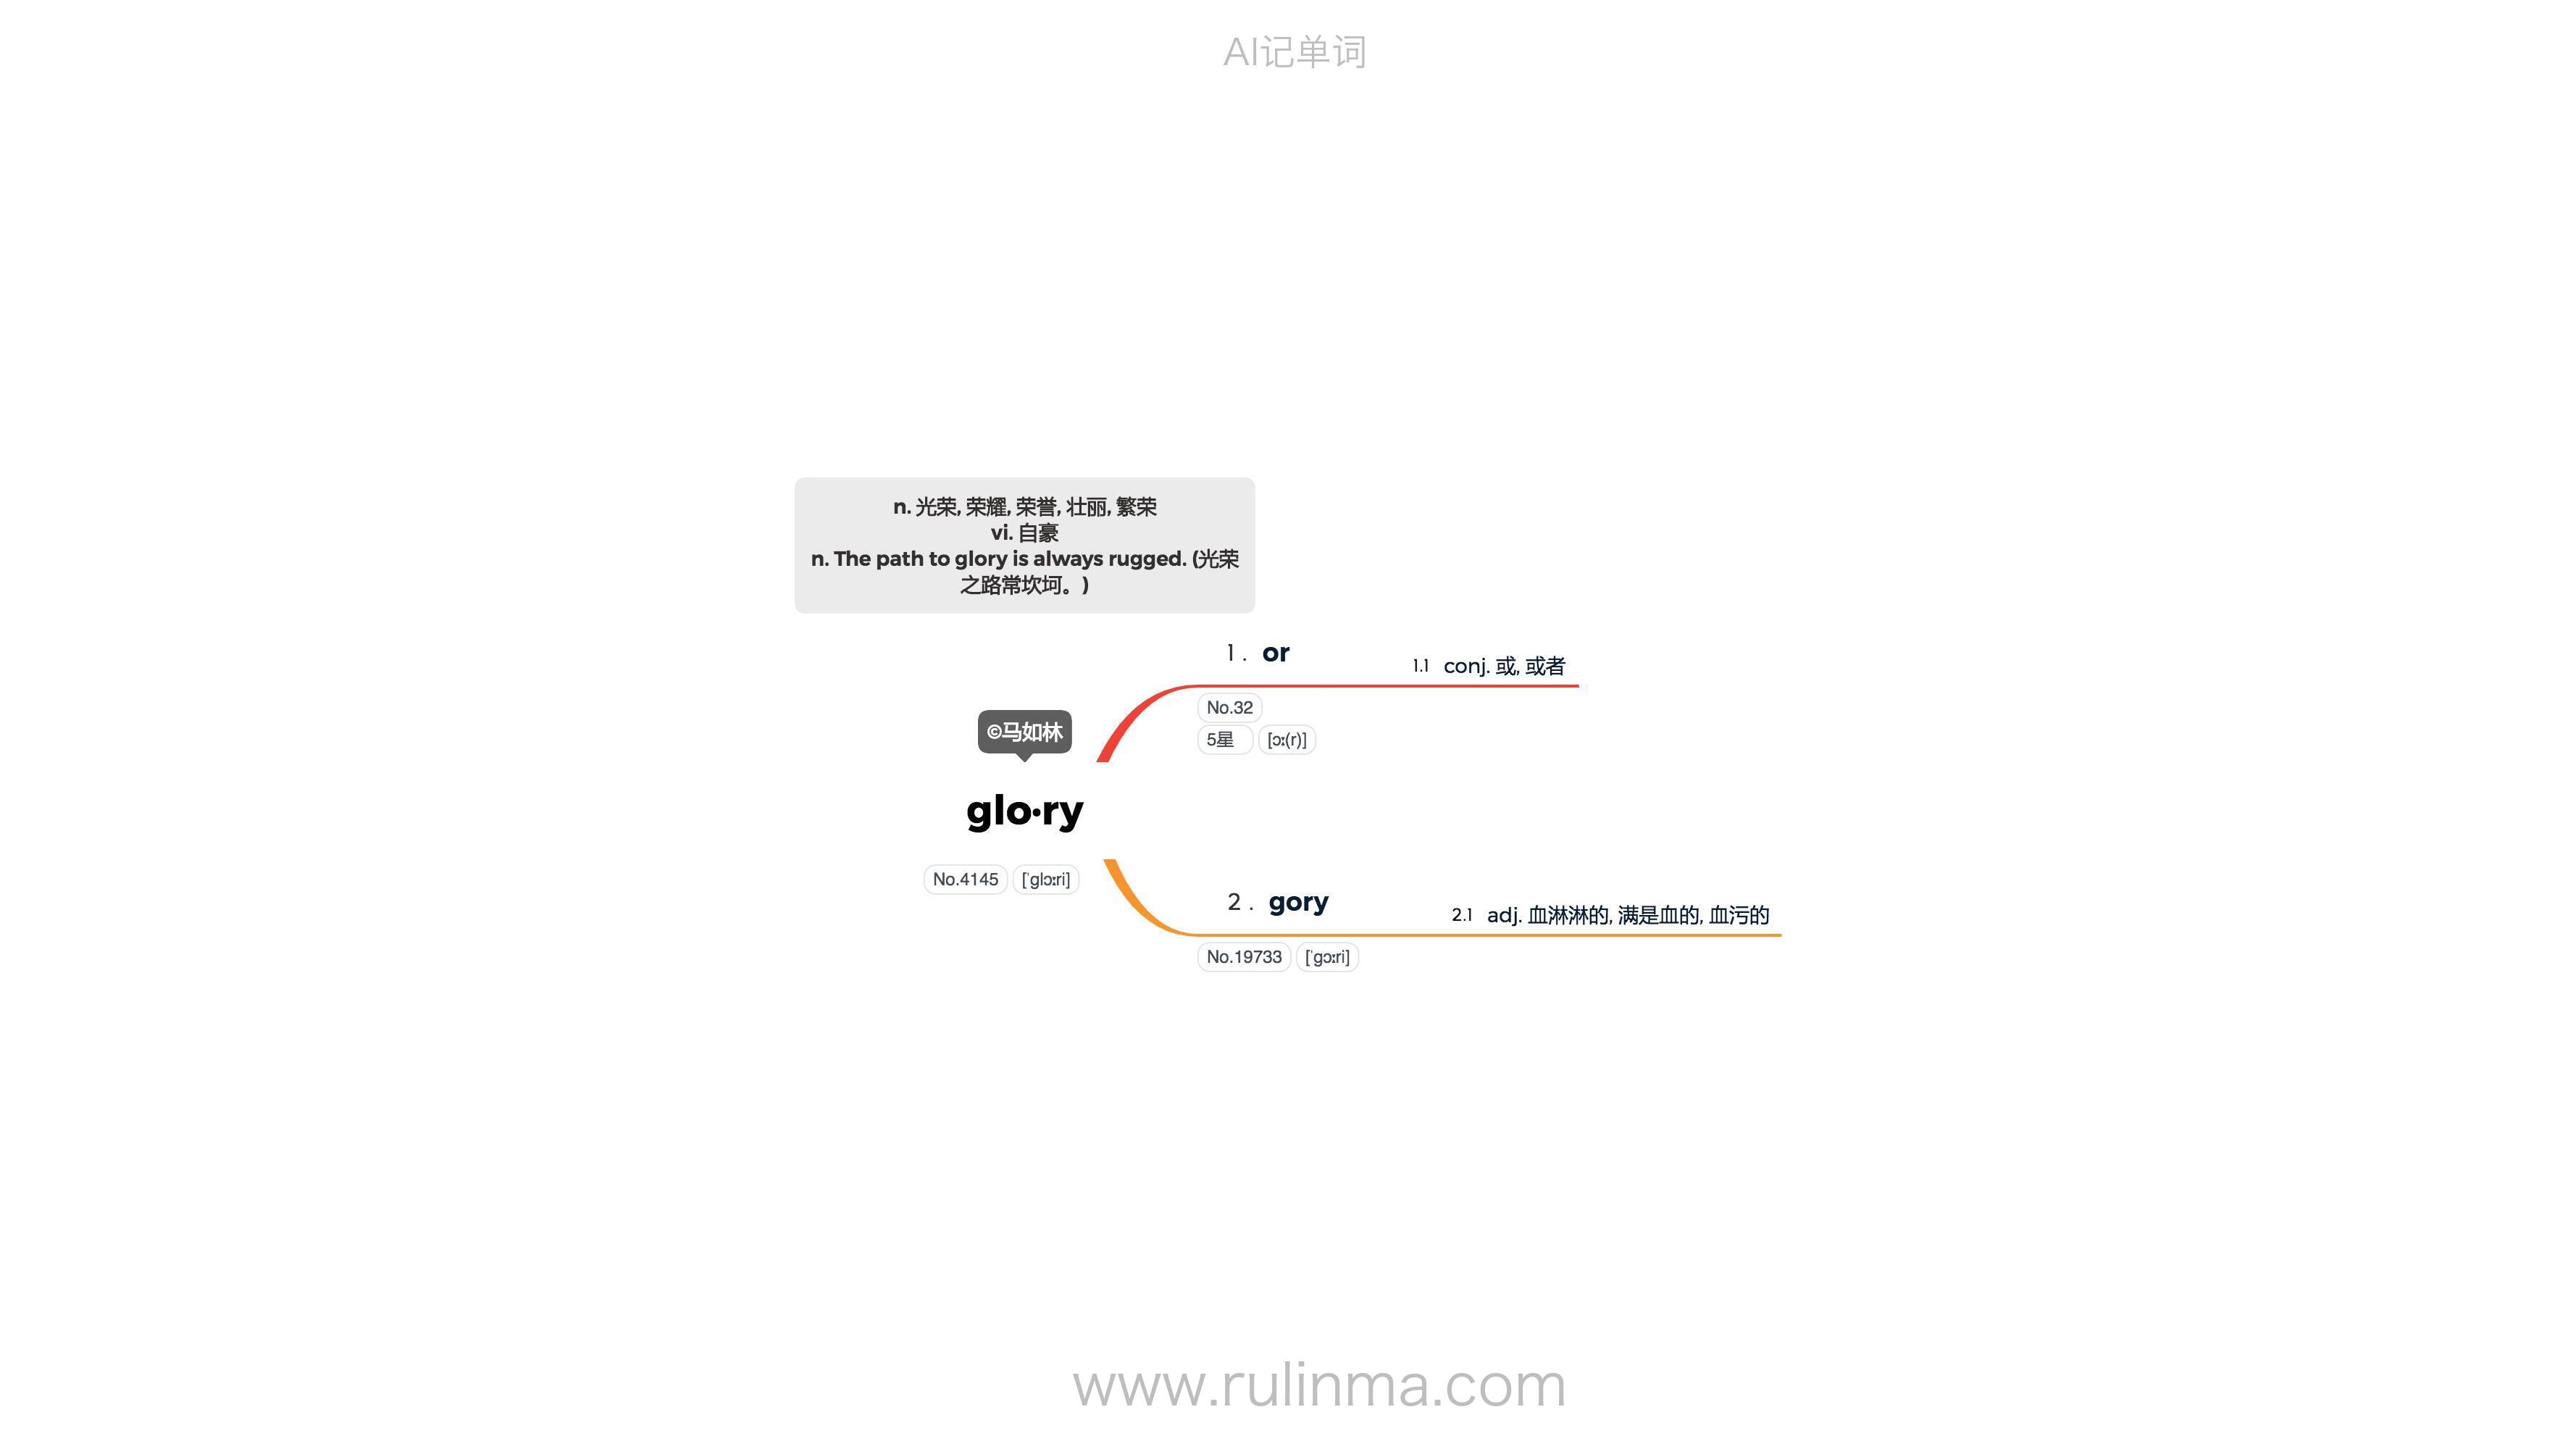 AI记单词
n. 光荣, 荣耀, 荣誉, 壮丽, 繁荣
vi. 自豪
n. The path to glory is always rugged. (光荣
之路常坎坷。)
1 . or
1.1 conj. 或, 或者
No.32
5星 [ɔː(r)]
©马如林
glo·ry
No.4145 [ˈglɔːri]
2 . gory
2.1 adj. 血淋淋的, 满是血的, 血污的
No.19733 [ˈgɔːri]
www.rulinma.com